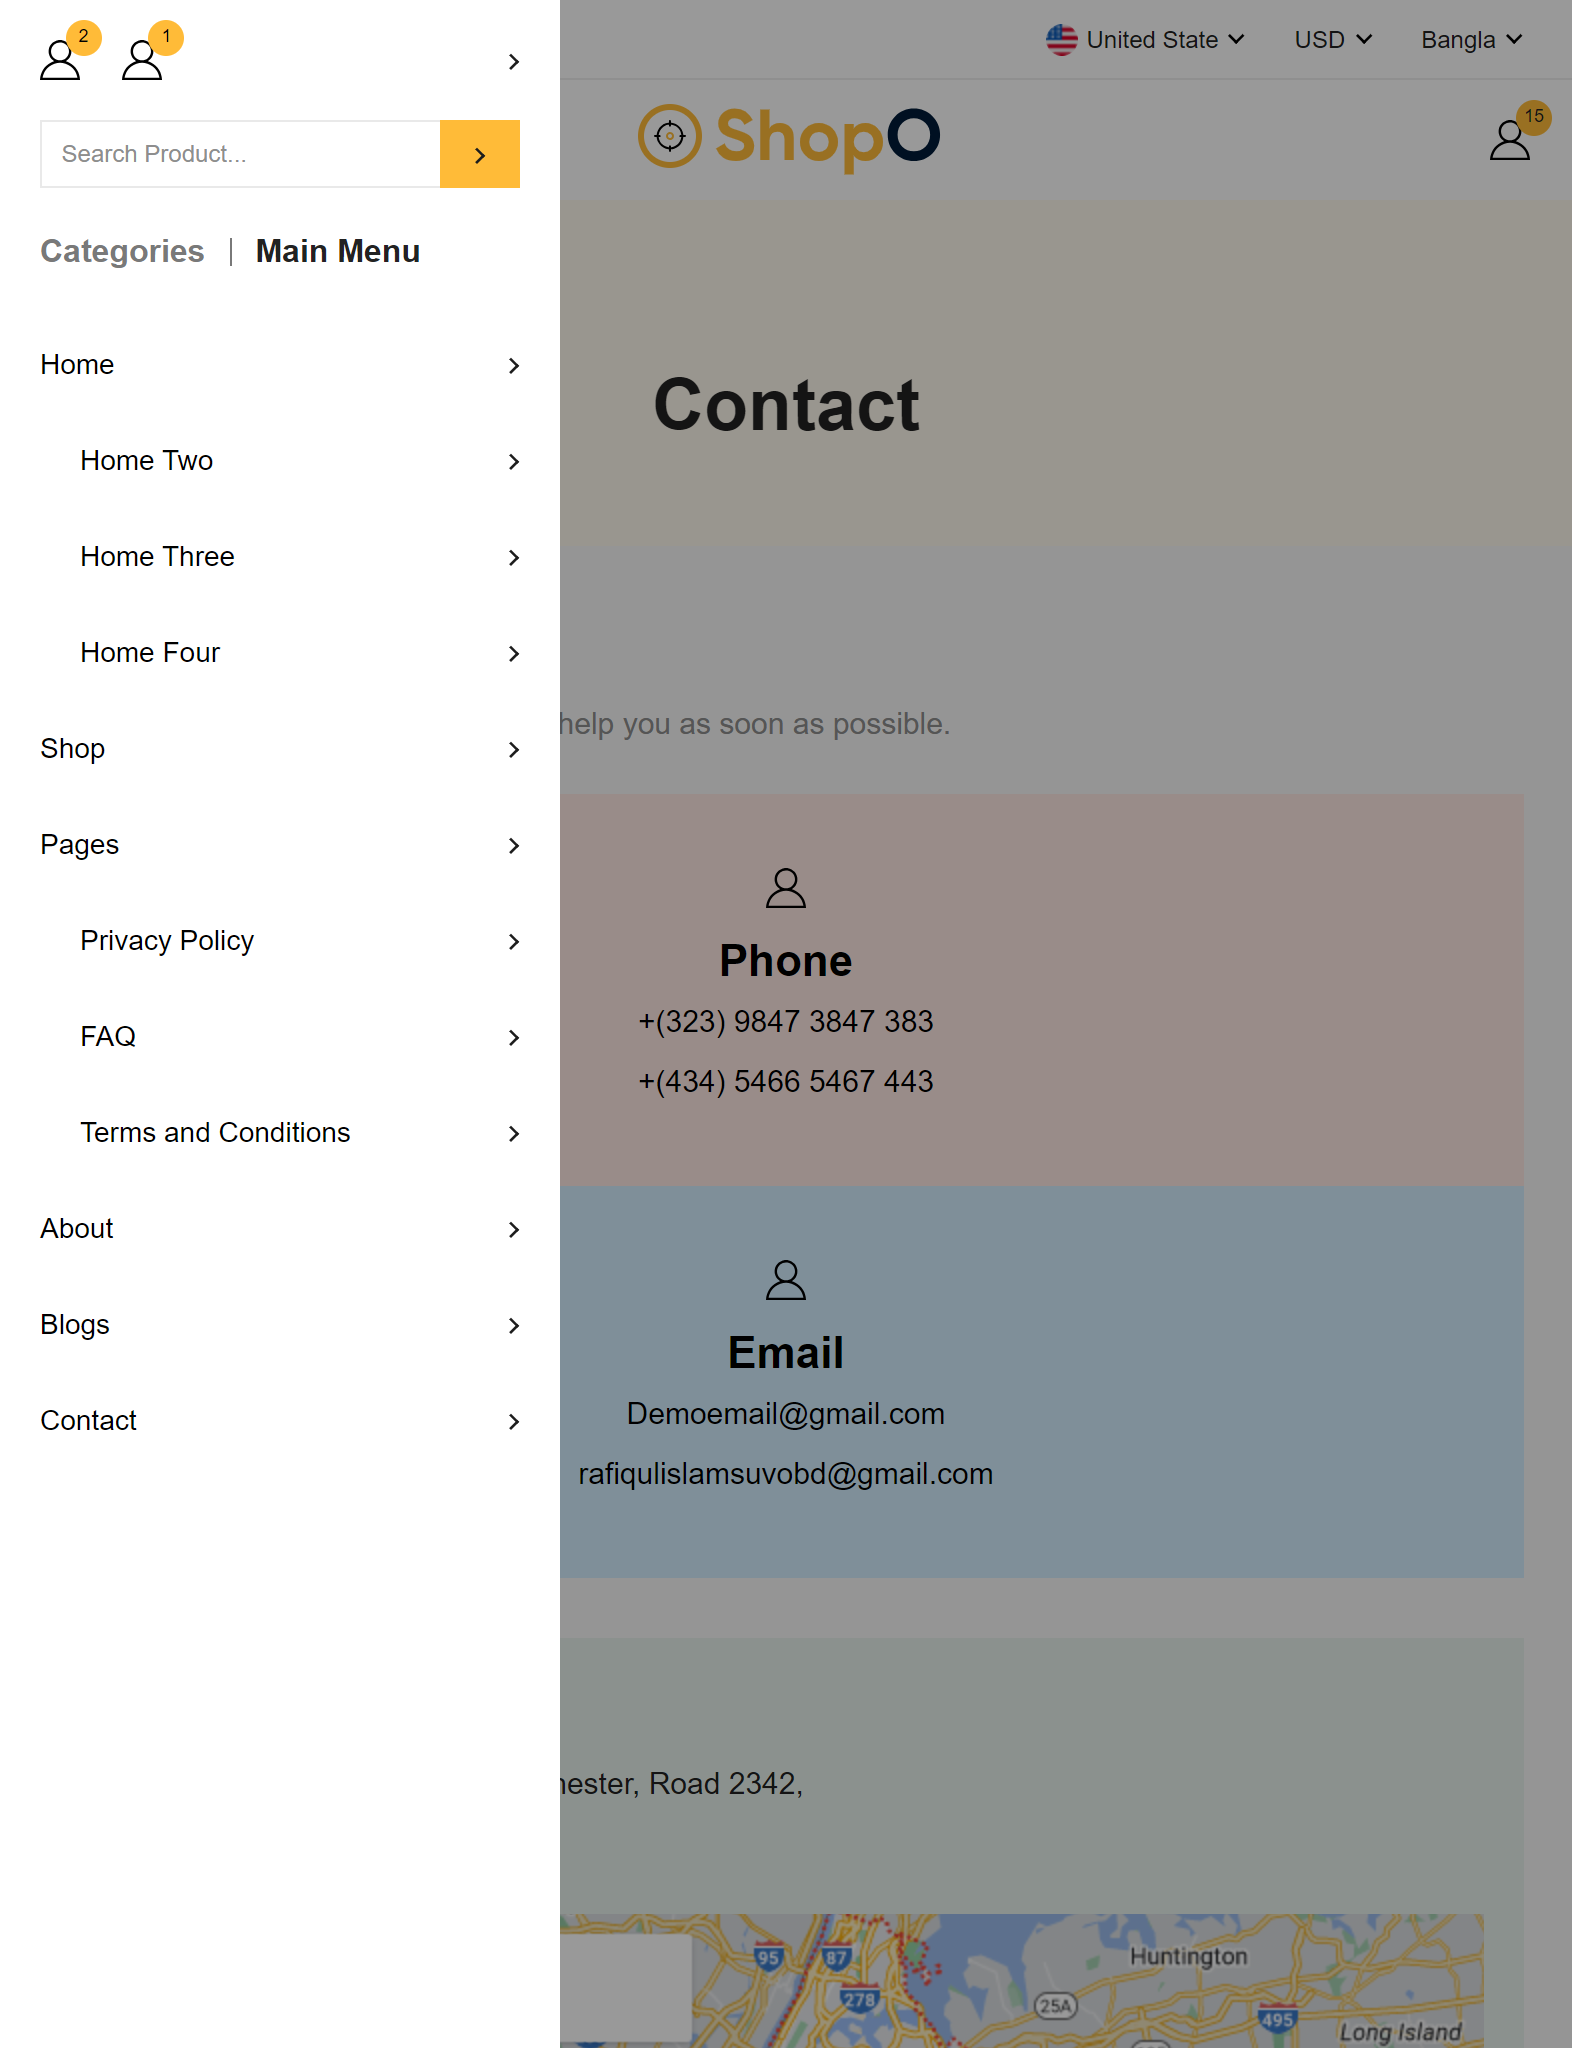 2
1
Search Product...
Categories | Main Menu
Home
Home Two
Home Three
Home Four
Shop
Pages
Privacy Policy
FAQ
Terms and Conditions
About
Blogs
Contact
United State
USD
Bangla
ShopO
15
Contact
help you as soon as possible.
Phone
+(323) 9847 3847 383
+(434) 5466 5467 443
Email
Demoemail@gmail.com
rafiqulislamsuvobd@gmail.com
Road 2342,
95
87
Huntington
278
25A
495
Long Island